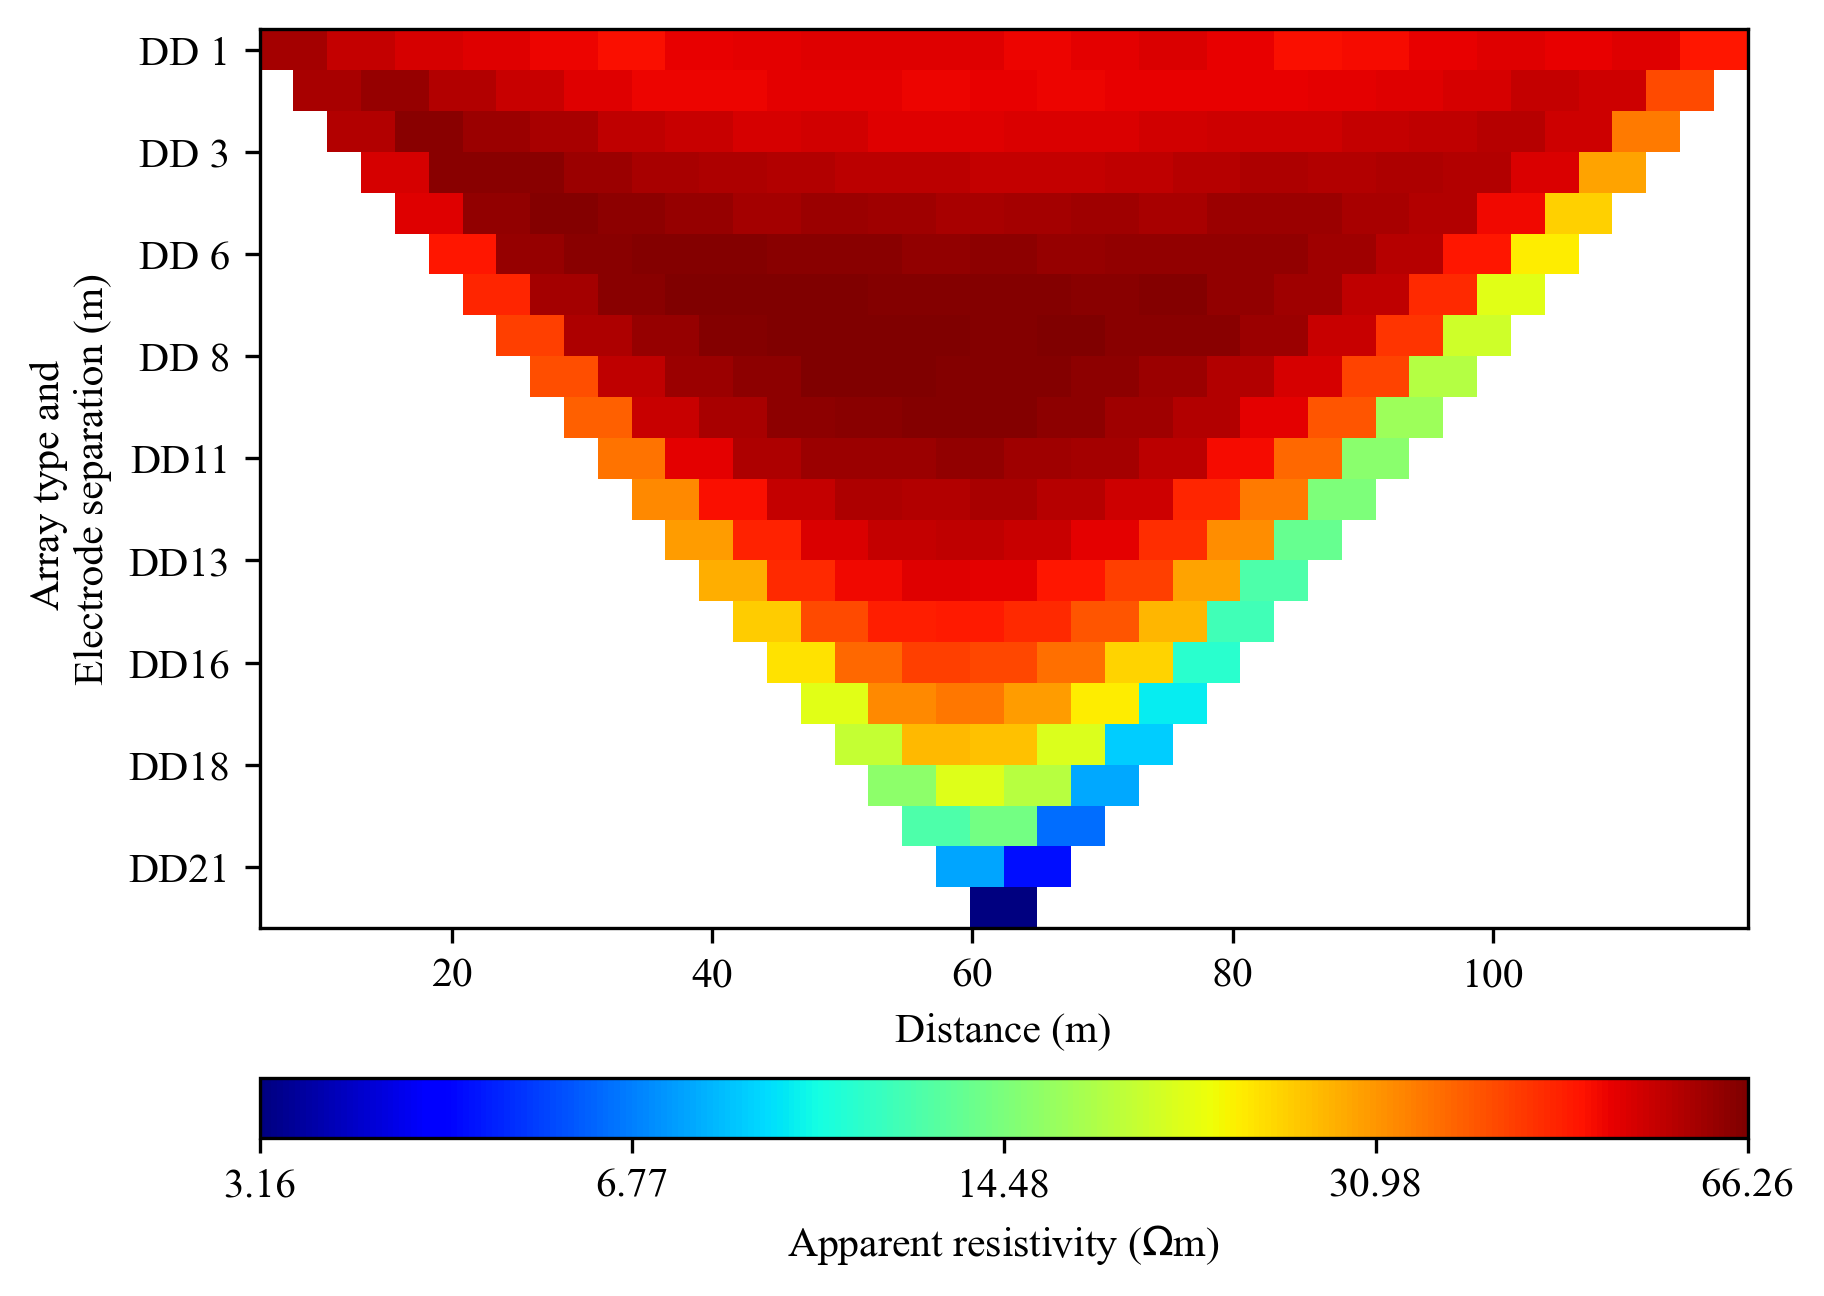 DD 1
DD 3
DD 6
DD 8
DD11
DD13
DD16
DD18
DD21
Array type and
Electrode separation (m)
20 40 60 80 100
Distance (m)
3.16 6.77 14.48 30.98 66.26
Apparent resistivity (Ωm)